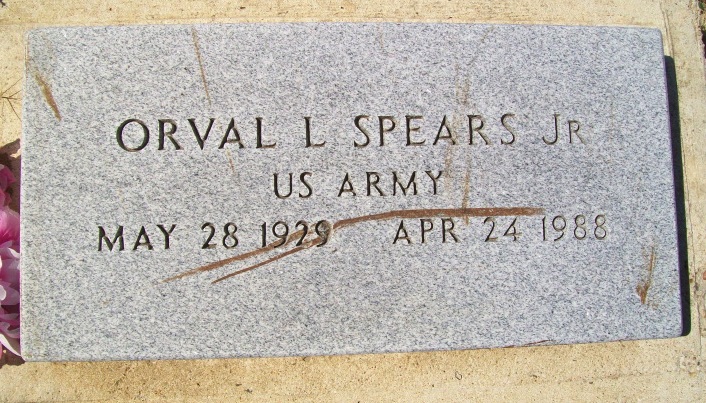 ORVAL L SPEARS JR
US ARMY
MAY 28 1929 APR 24 1988